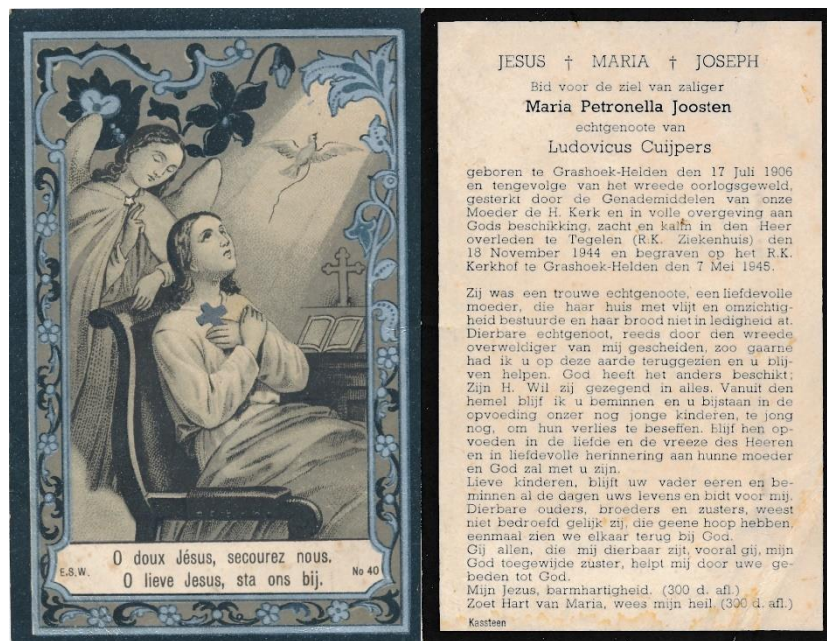 O doux Jésus, secourez nous.
E.S.W.
No 40
O lieve Jesus, sta ons bij.
JESUS † MARIA † JOSEPH
Bid voor de ziel van zaliger
Maria Petronella Joosten
echtgenoote van
Ludovicus Cuijpers
geboren te Grashoek-Helden den 17 Juli 1906
en tengevolge van het wreede oorlogsgeweld,
gesterkt door de Genademiddelen van onze
Moeder de H. Kerk en in volle overgeving aan
Gods beschikking, zacht en kalm in den Heer
overleden te Tegelen (R.K. Ziekenhuis) den
18 November 1944 en begraven op het R.K.
Kerkhof te Grashoek-Helden den 7 Mei 1945.
Zij was een trouwe echtgenoote, een liefdevolle
moeder, die haar huis met vlijt en omzichtig-
heid bestuurde en haar brood niet in ledigheid at.
Dierbare echtgenoot, reeds door den wreede
overweldiger van mij gescheiden, zoo gaarne
had ik u op deze aarde teruggezien en u blij-
ven helpen. God heeft het anders beschikt;
Zijn H. Wil zij gezegend in alles. Vanuit den
hemel blijf ik u beminnen en u bijstaan in de
opvoeding onzer nog jonge kinderen, te jong
nog, om hun verlies te beseffen. Blijf hen op-
voeden in de liefde en de vreeze des Heeren
en in liefdevolle herinnering aan hunne moeder
en God zal met u zijn.
Lieve kinderen, blijft uw vader eeren en be-
minnen al de dagen uws levens en bidt voor mij.
Dierbare ouders, broeders en zusters, weest
niet bedroefd gelijk zij, die geene hoop hebben,
eenmaal zien we elkaar terug bij God.
Gij allen, die mij dierbaar zijt, vooral gij, mijn
God toegewijde zuster, helpt mij door uwe ge-
beden tot God.
Mijn Jezus, barmhartigheid. (300 d. afl.)
Zoet Hart van Maria, wees mijn heil. (300 d. afl.)
Kassteen